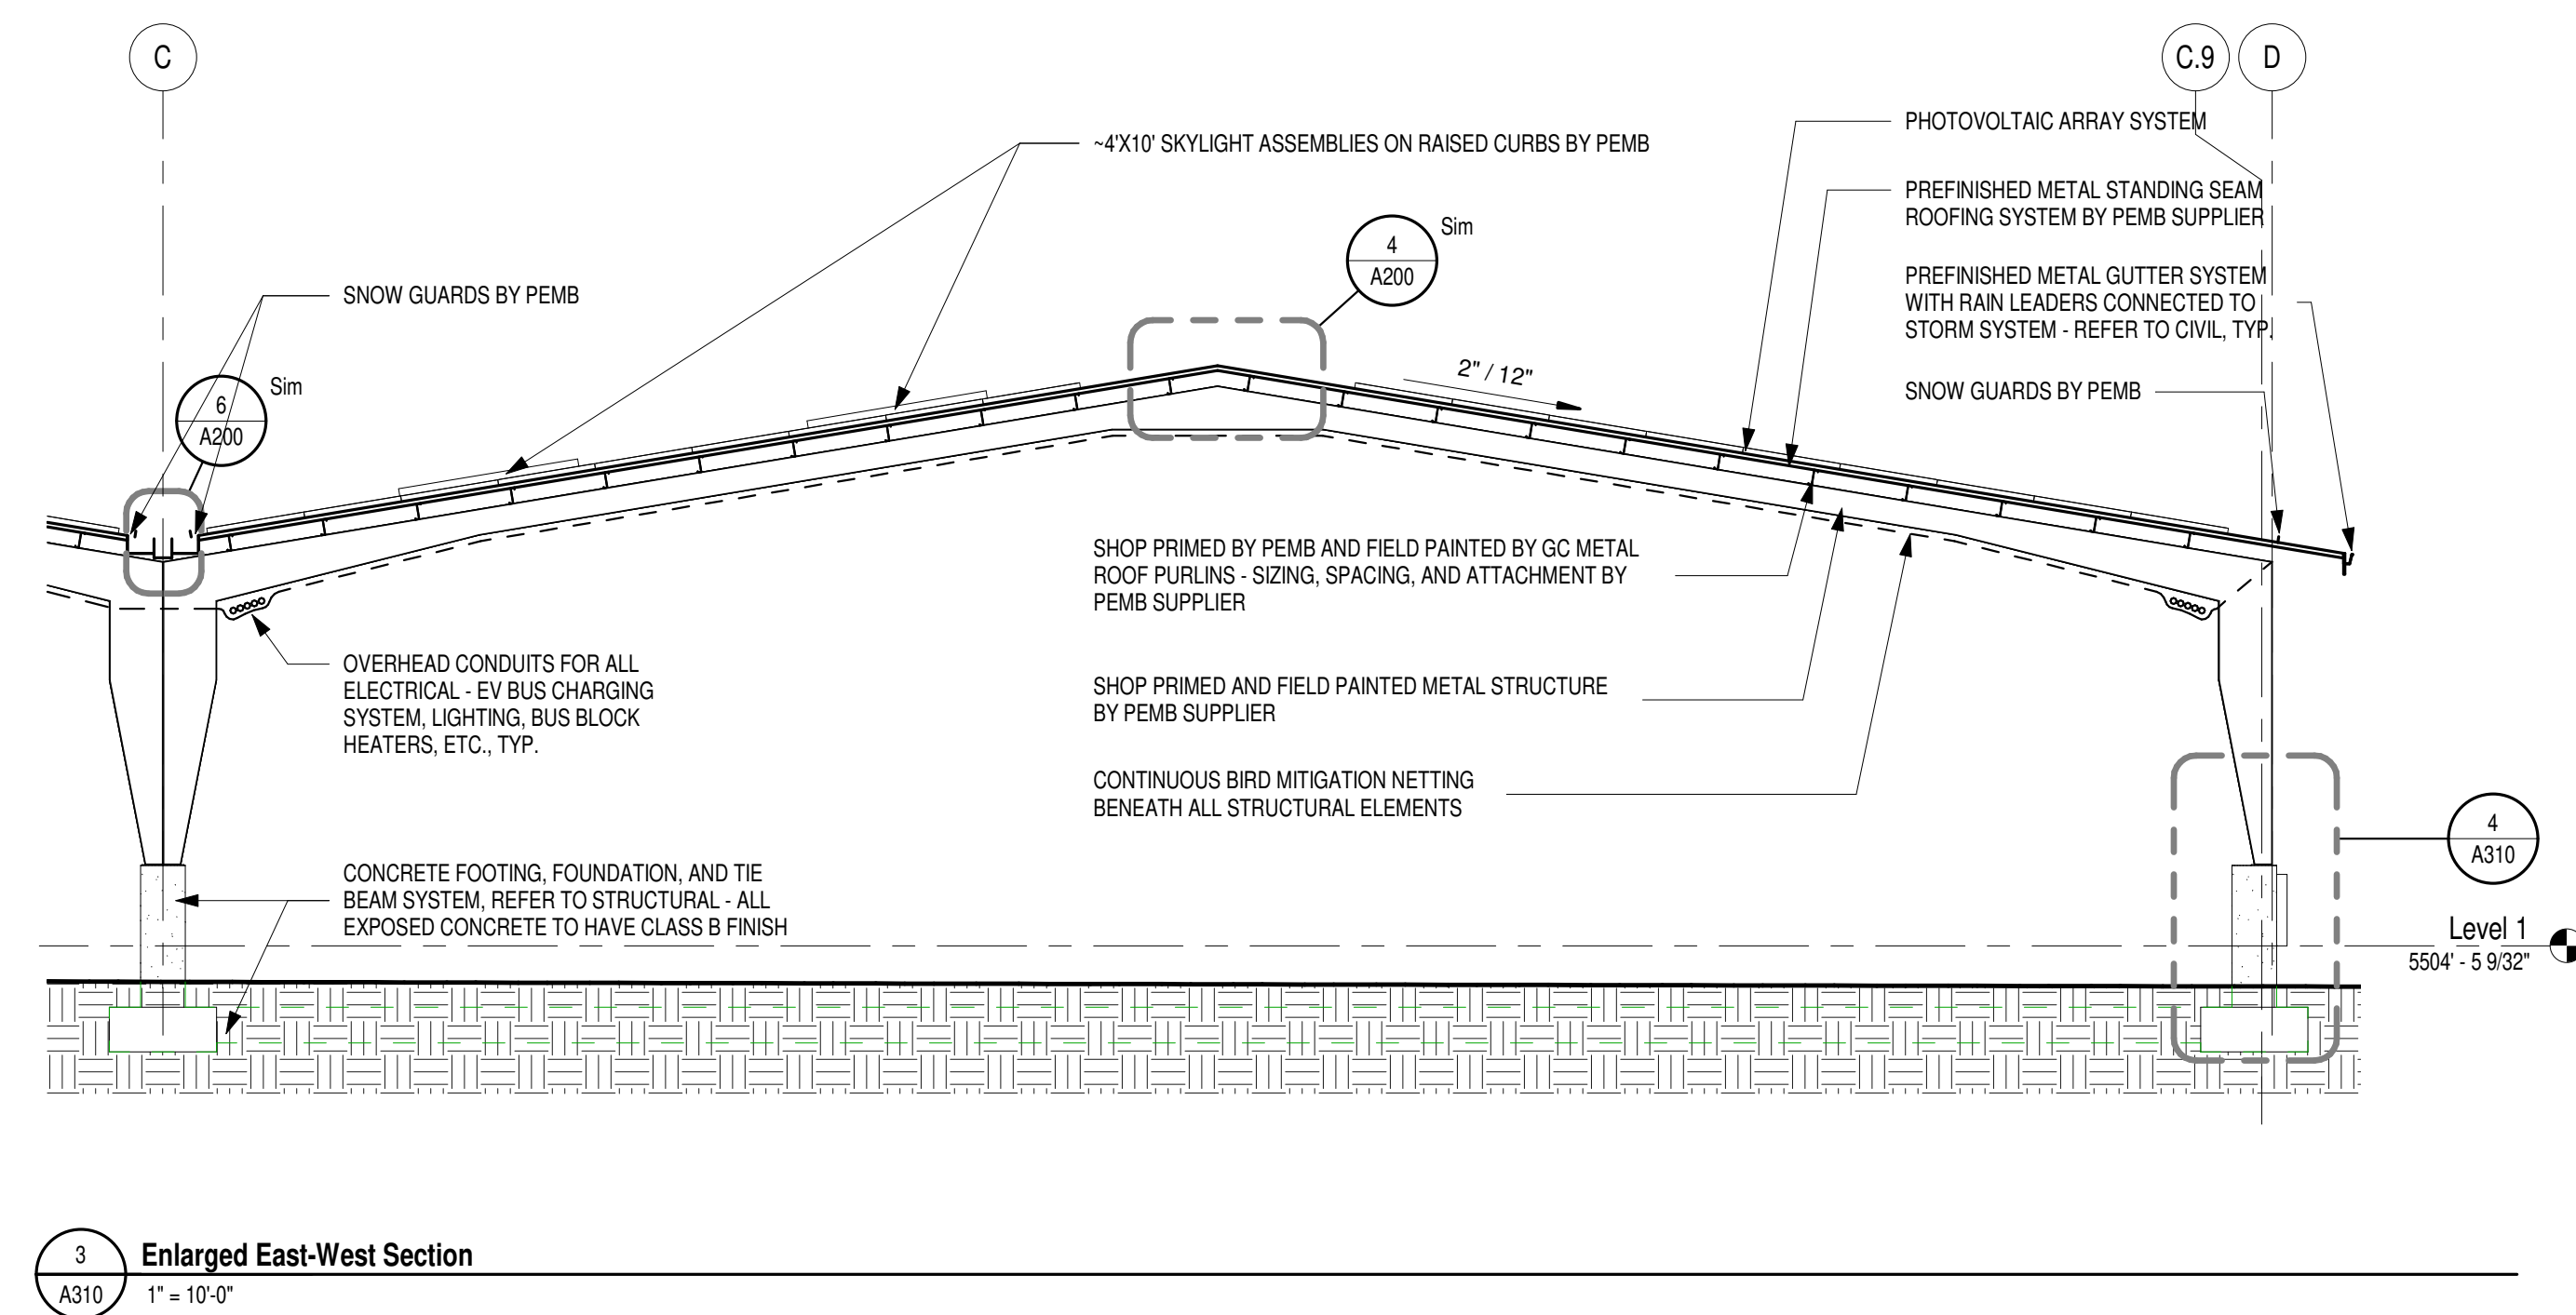 C
C.9
D
PHOTOVOLTAIC ARRAY SYSTEM
~4'X10' SKYLIGHT ASSEMBLIES ON RAISED CURBS BY PEMB
PREFINISHED METAL STANDING SEAM
ROOFING SYSTEM BY PEMB SUPPLIER
4
A200
Sim
PREFINISHED METAL GUTTER SYSTEM
WITH RAIN LEADERS CONNECTED TO
STORM SYSTEM - REFER TO CIVIL, TYP.
SNOW GUARDS BY PEMB
6
A200
Sim
2" / 12"
SNOW GUARDS BY PEMB
SHOP PRIMED BY PEMB AND FIELD PAINTED BY GC METAL
ROOF PURLINS - SIZING, SPACING, AND ATTACHMENT BY
PEMB SUPPLIER
OVERHEAD CONDUITS FOR ALL
ELECTRICAL - EV BUS CHARGING
SYSTEM, LIGHTING, BUS BLOCK
HEATERS, ETC., TYP.
SHOP PRIMED AND FIELD PAINTED METAL STRUCTURE
BY PEMB SUPPLIER
CONTINUOUS BIRD MITIGATION NETTING
BENEATH ALL STRUCTURAL ELEMENTS
4
A310
CONCRETE FOOTING, FOUNDATION, AND TIE
BEAM SYSTEM, REFER TO STRUCTURAL - ALL
EXPOSED CONCRETE TO HAVE CLASS B FINISH
Level 1
5504' - 5 9/32"
3
A310
Enlarged East-West Section
1" = 10'-0"